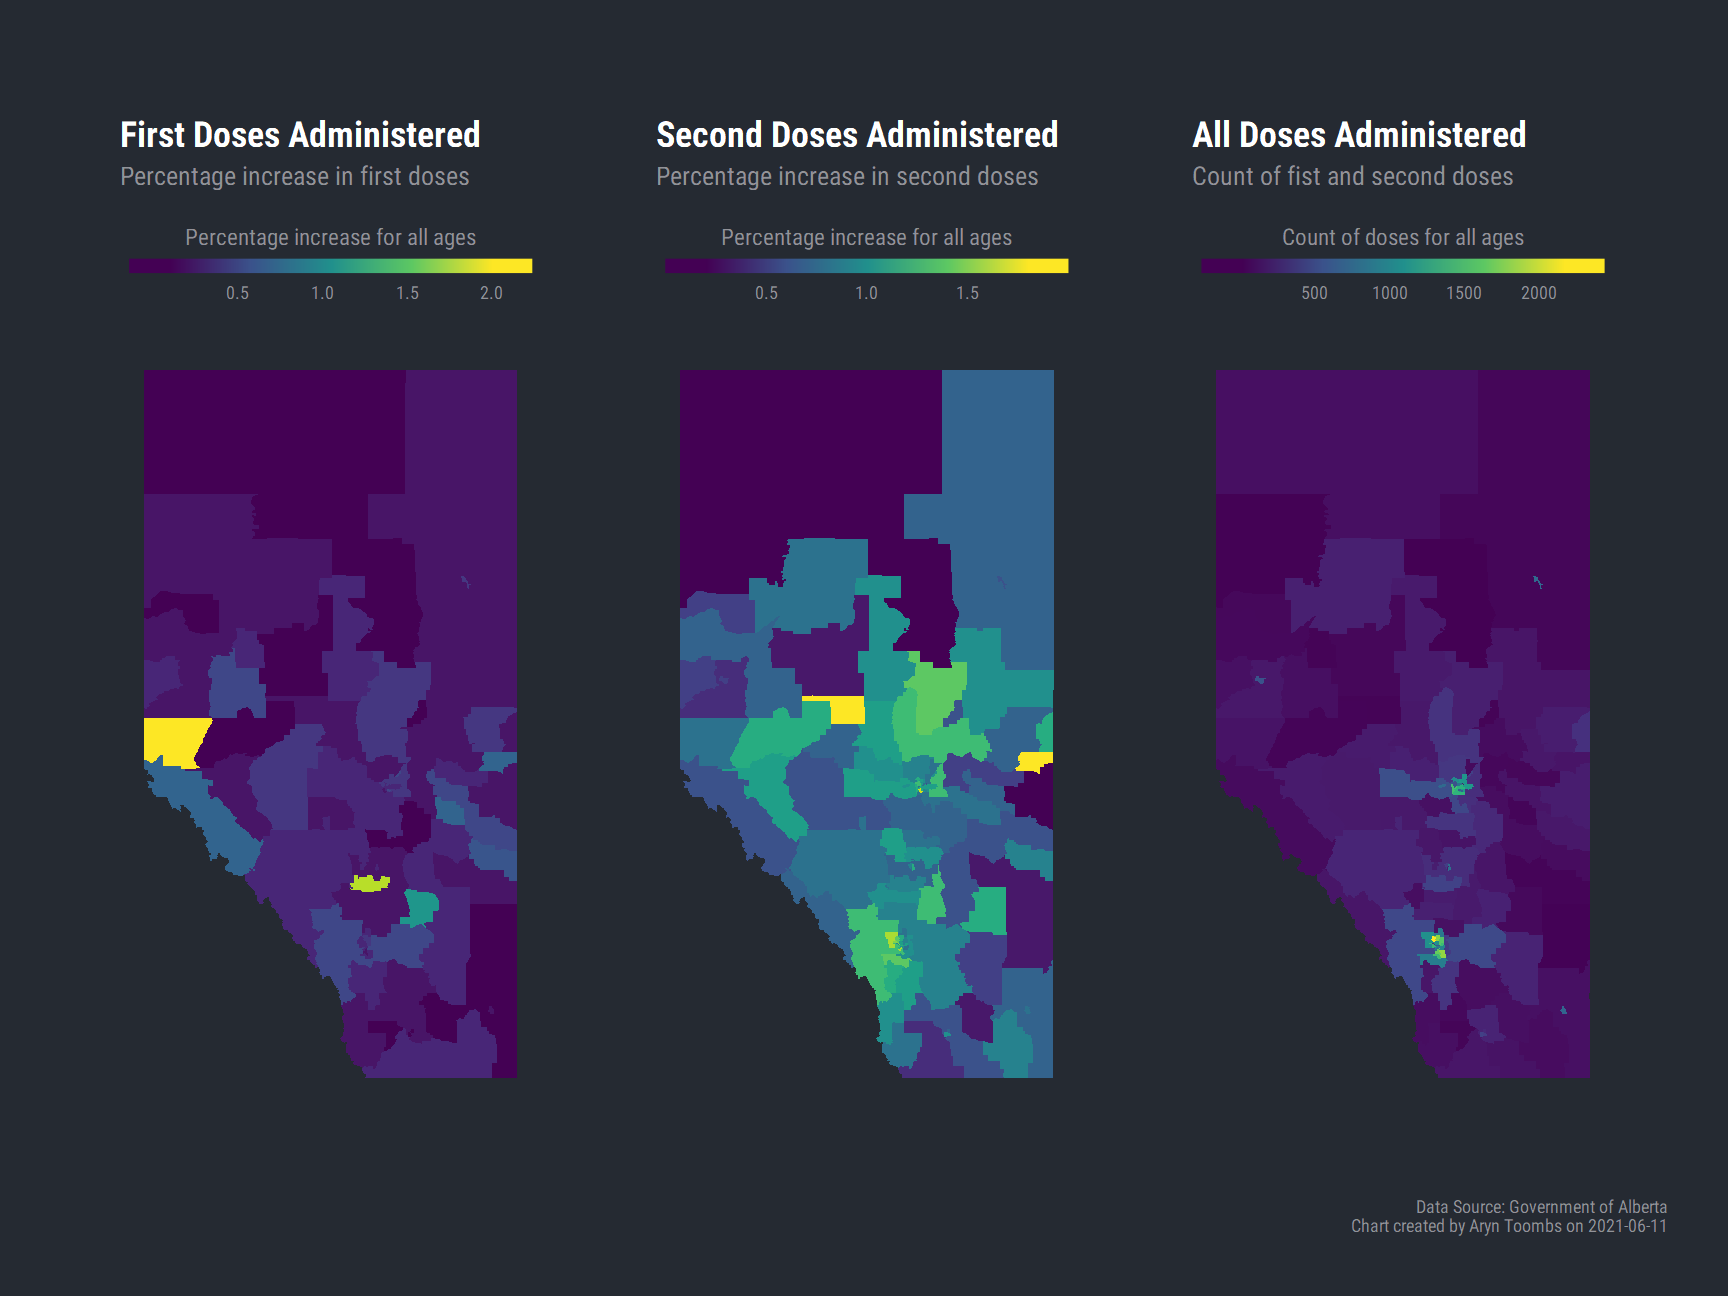 First Doses Administered
Percentage increase in first doses
Percentage increase for all ages
0.5 1.0 1.5 2.0
Second Doses Administered
Percentage increase in second doses
Percentage increase for all ages
0.5 1.0 1.5
All Doses Administered
Count of fist and second doses
Count of doses for all ages
500 1000 1500 2000
Data Source: Government of Alberta
Chart created by Aryn Toombs on 2021-06-11